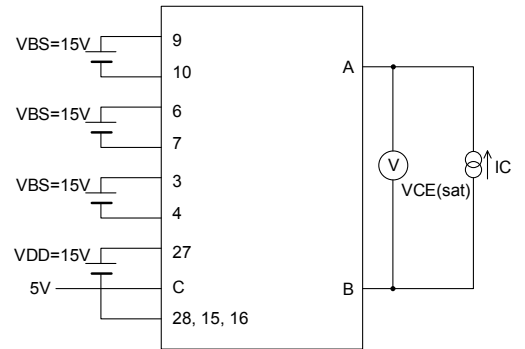 VBS=15V
9
10
A
VBS=15V
6
7
V
IC
VCE(sat)
VBS=15V
3
4
VDD=15V
27
5V
C
B
28, 15, 16